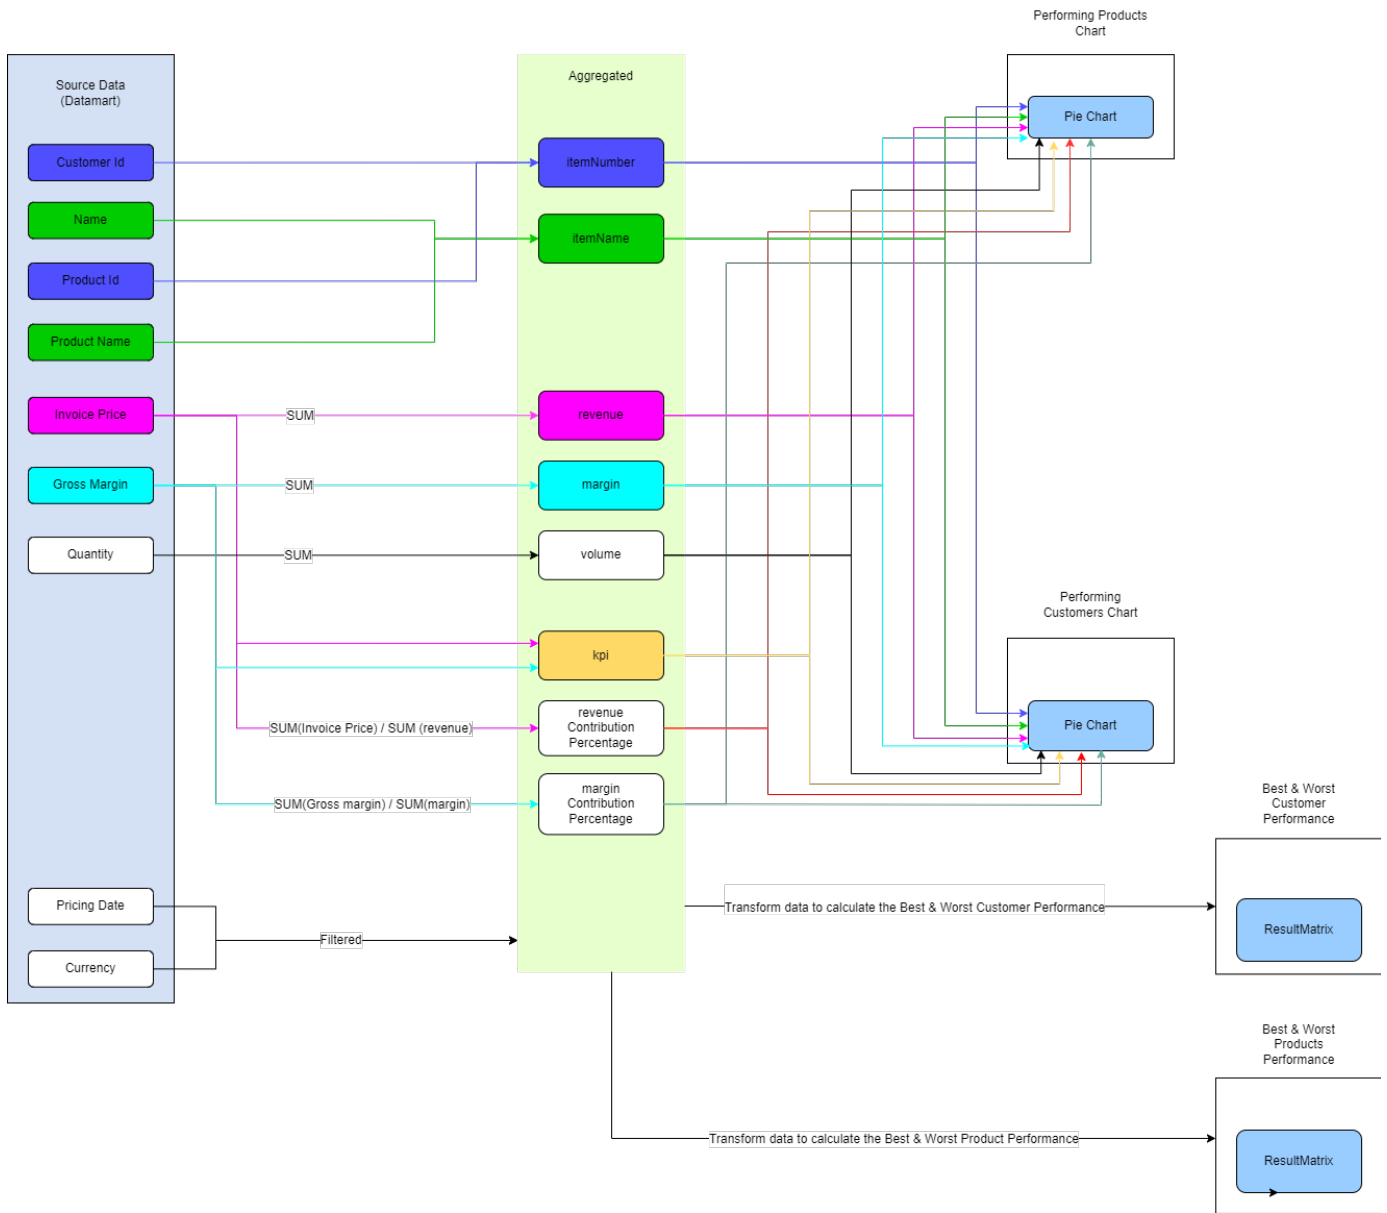 Performing Products
Chart
Source Data
(Datamart)
Aggregated
Pie Chart
Customer Id
itemNumber
Name
itemName
Product Id
Product Name
Invoice Price
SUM
revenue
Gross Margin
SUM
margin
Quantity
SUM
volume
Performing
Customers Chart
kpi
SUM(Invoice Price) / SUM (revenue)
revenue
Contribution
Percentage
Pie Chart
SUM(Gross margin) / SUM(margin)
margin
Contribution
Percentage
Best & Worst
Customer
Performance
Pricing Date
Transform data to calculate the Best & Worst Customer Performance
ResultMatrix
Filtered
Currency
Best & Worst
Products
Performance
Transform data to calculate the Best & Worst Product Performance
ResultMatrix